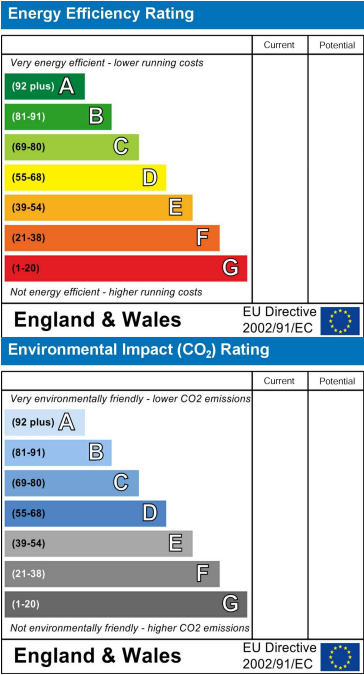 Energy Efficiency Rating
Current Potential
Very energy efficient - lower running costs
(92 plus) A
(81-91) B
(69-80) C
(55-68) D
(39-54) E
(21-38) F
(1-20) G
Not energy efficient - higher running costs
England & Wales
EU Directive
2002/91/EC
Environmental Impact (CO₂) Rating
Current Potential
Very environmentally friendly - lower CO2 emissions
(92 plus) A
(81-91) B
(69-80) C
(55-68) D
(39-54) E
(21-38) F
(1-20) G
Not environmentally friendly - higher CO2 emissions
England & Wales
EU Directive
2002/91/EC